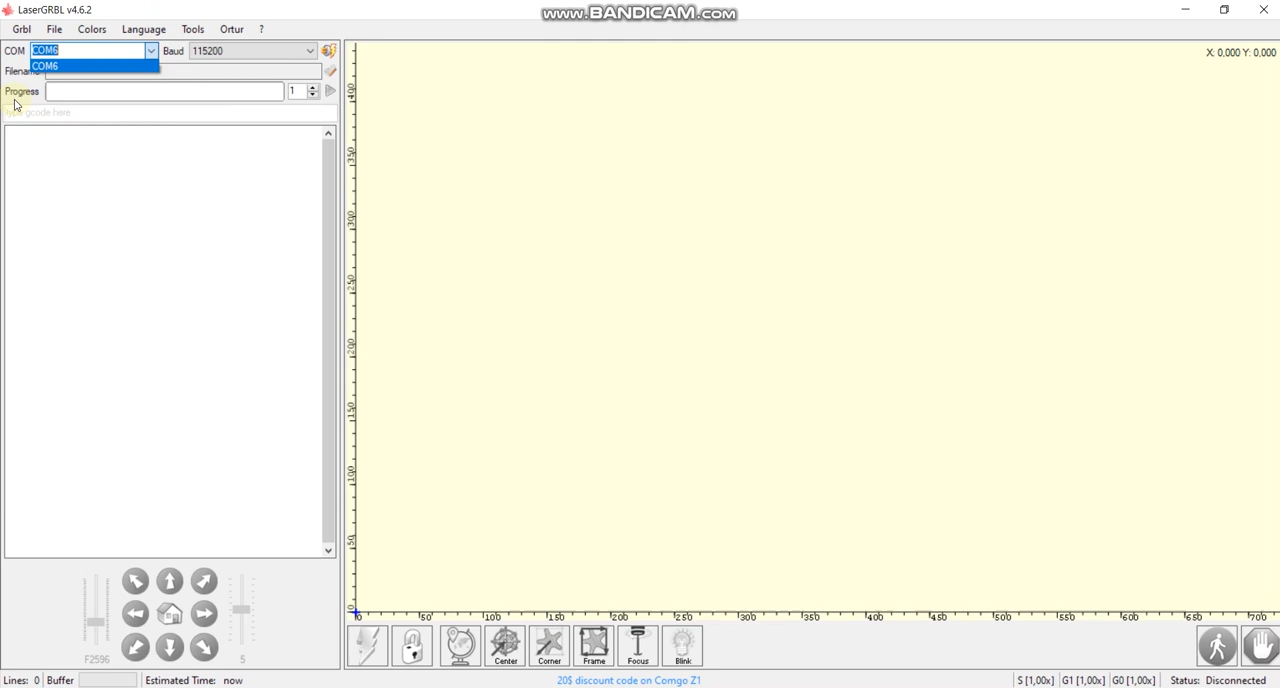 LaserGRBL v4.6.2
www.BANDICAM.com
Grbl File Colors Language Tools Ortur ?
COM COM6 Baud 115200
COM6
X: 0,000 Y: 0,000
Filename
Progress 1
type gcode here
400
350
300
250
200
150
100
50
0
0 50 100 150 200 250 300 350 400 450 500 550 600 650 700
F2596
5
Center Corner Frame Focus Blink
Lines: 0 Buffer Estimated Time: now
20$ discount code on Comgo Z1
S [1,00x] G1 [1,00x] G0 [1,00x] Status: Disconnected